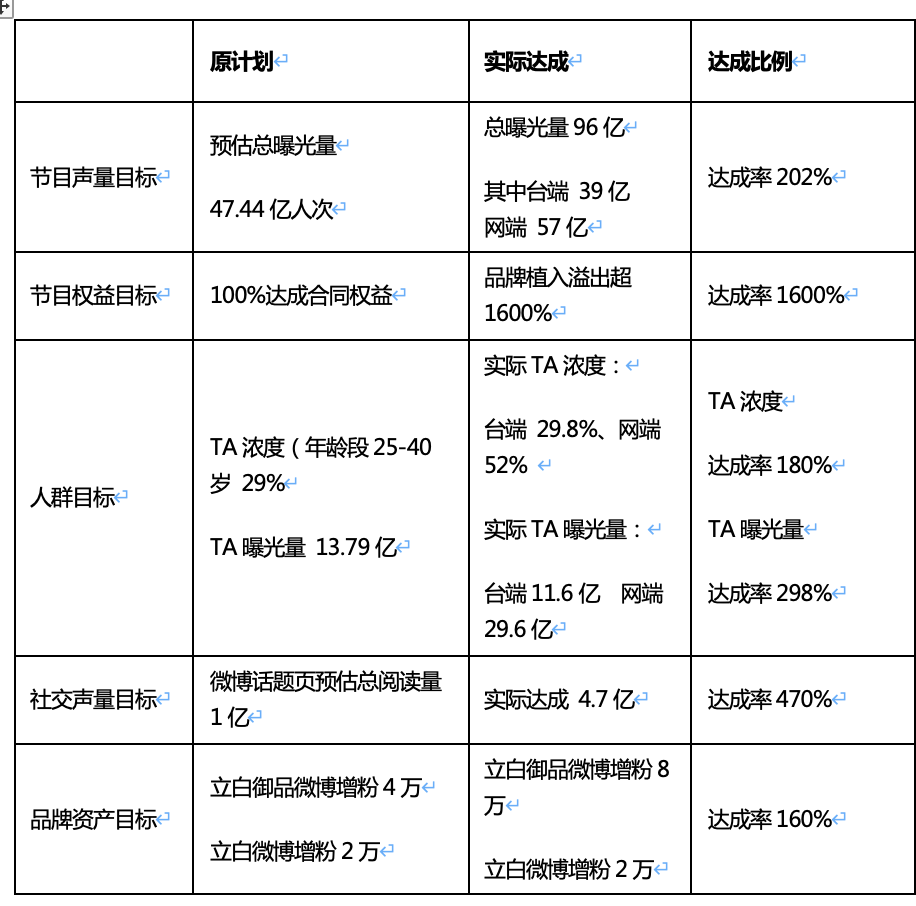 原计划 实际达成 达成比例
节目声量目标
预估总曝光量
47.44 亿人次
总曝光量 96 亿
其中台端 39 亿
网端 57 亿
达成率 202%
节目权益目标
100%达成合同权益
品牌植入溢出超
1600%
达成率 1600%
人群目标
TA 浓度（年龄段 25-40
岁 29%
TA 曝光量 13.79 亿
实际 TA 浓度：
台端 29.8%、网端
52%
实际 TA 曝光量：
台端 11.6 亿 网端
29.6 亿
TA 浓度
达成率 180%
TA 曝光量
达成率 298%
社交声量目标
微博话题页预估总阅读量
1 亿
实际达成 4.7 亿
达成率 470%
品牌资产目标
立白御品微博增粉 4 万
立白微博增粉 2 万
立白御品微博增粉 8
万
立白微博增粉 2 万
达成率 160%